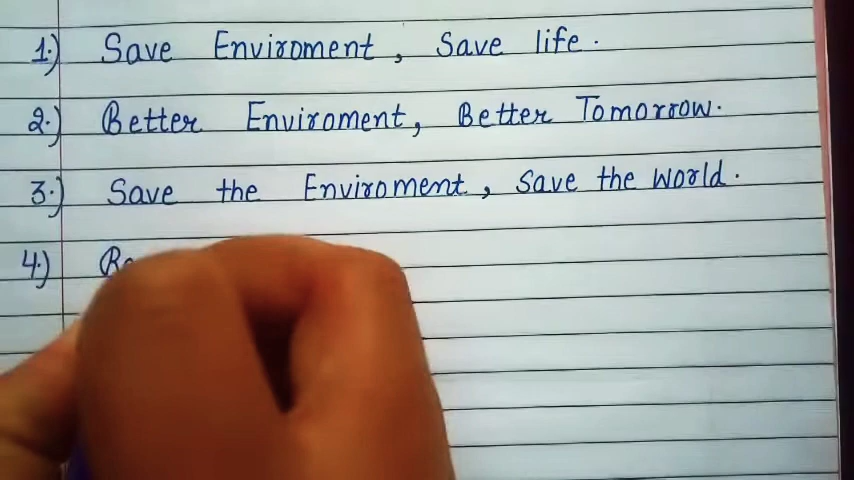 1.) Save Enviroment, Save life.
2.) Better Enviroment, Better Tomorrow.
3.) Save the Enviroment, Save the World.
4.)